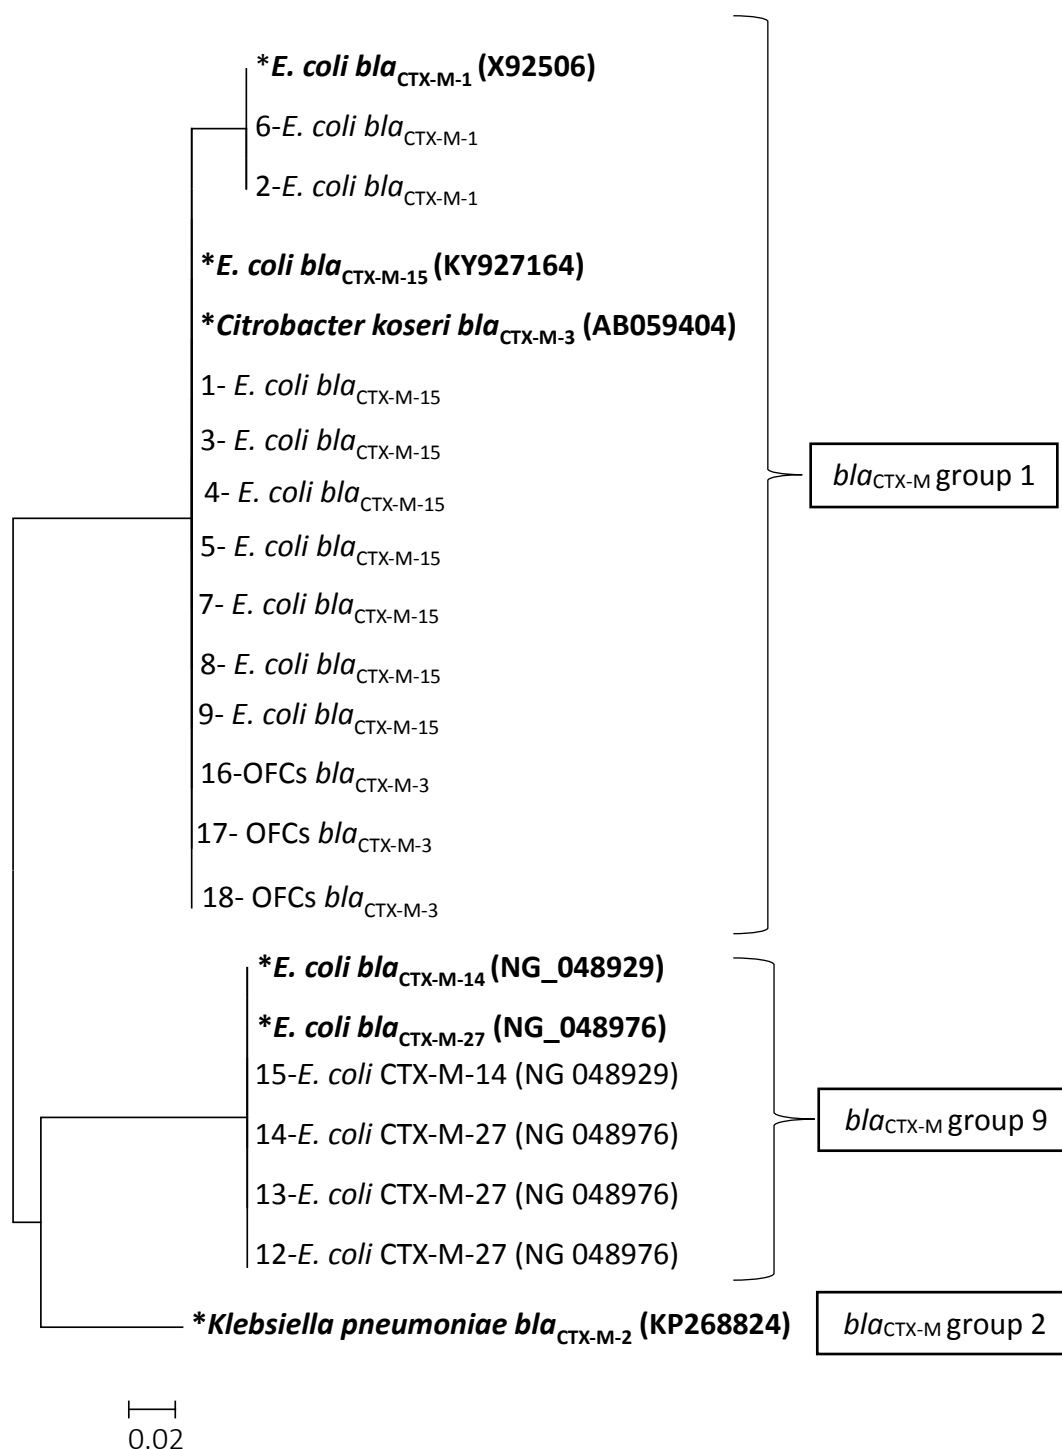 *E. coli blaCTX-M-1 (X92506)
6-E. coli blaCTX-M-1
2-E. coli blaCTX-M-1
*E. coli blaCTX-M-15 (KY927164)
*Citrobacter koseri blaCTX-M-3 (AB059404)
1- E. coli blaCTX-M-15
3- E. coli blaCTX-M-15
4- E. coli blaCTX-M-15
blaCTX-M group 1
5- E. coli blaCTX-M-15
7- E. coli blaCTX-M-15
8- E. coli blaCTX-M-15
9- E. coli blaCTX-M-15
16-OFCs blaCTX-M-3
17- OFCs blaCTX-M-3
18- OFCs blaCTX-M-3
*E. coli blaCTX-M-14 (NG_048929)
*E. coli blaCTX-M-27 (NG_048976)
15-E. coli CTX-M-14 (NG 048929)
14-E. coli CTX-M-27 (NG 048976)
blaCTX-M group 9
13-E. coli CTX-M-27 (NG 048976)
12-E. coli CTX-M-27 (NG 048976)
*Klebsiella pneumoniae blaCTX-M-2 (KP268824)
blaCTX-M group 2
0.02